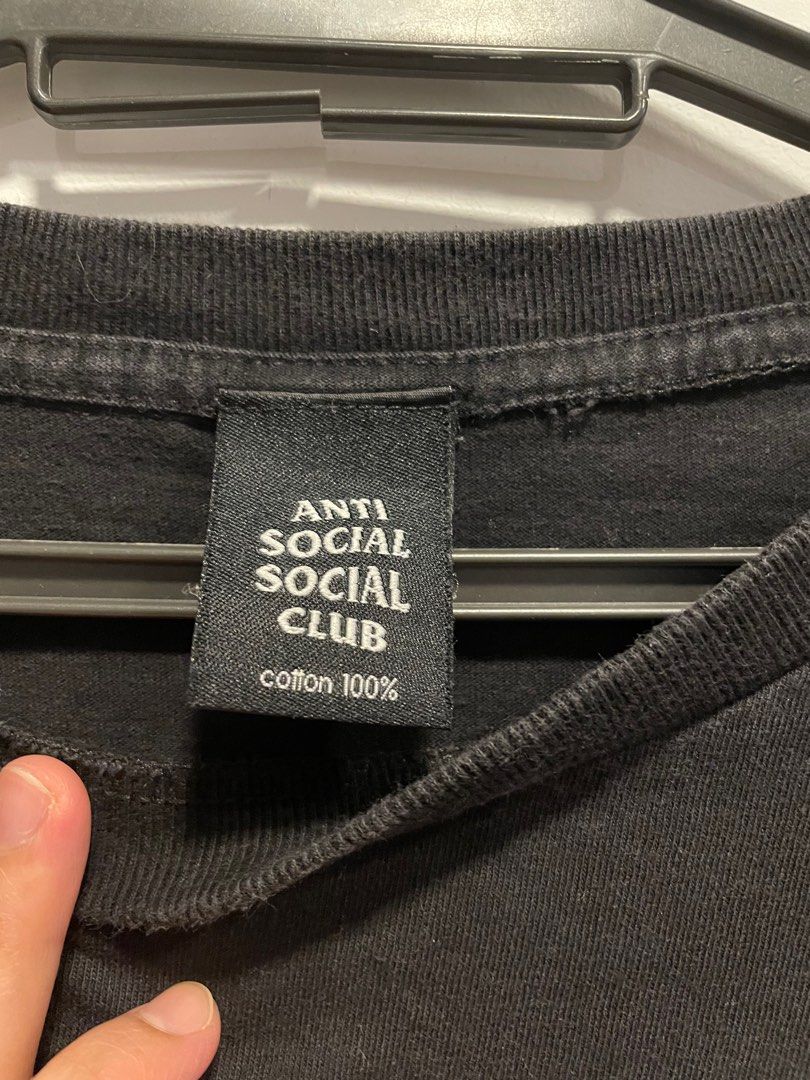 ANTI
SOCIAL
SOCIAL
CLUB
cotton 100%